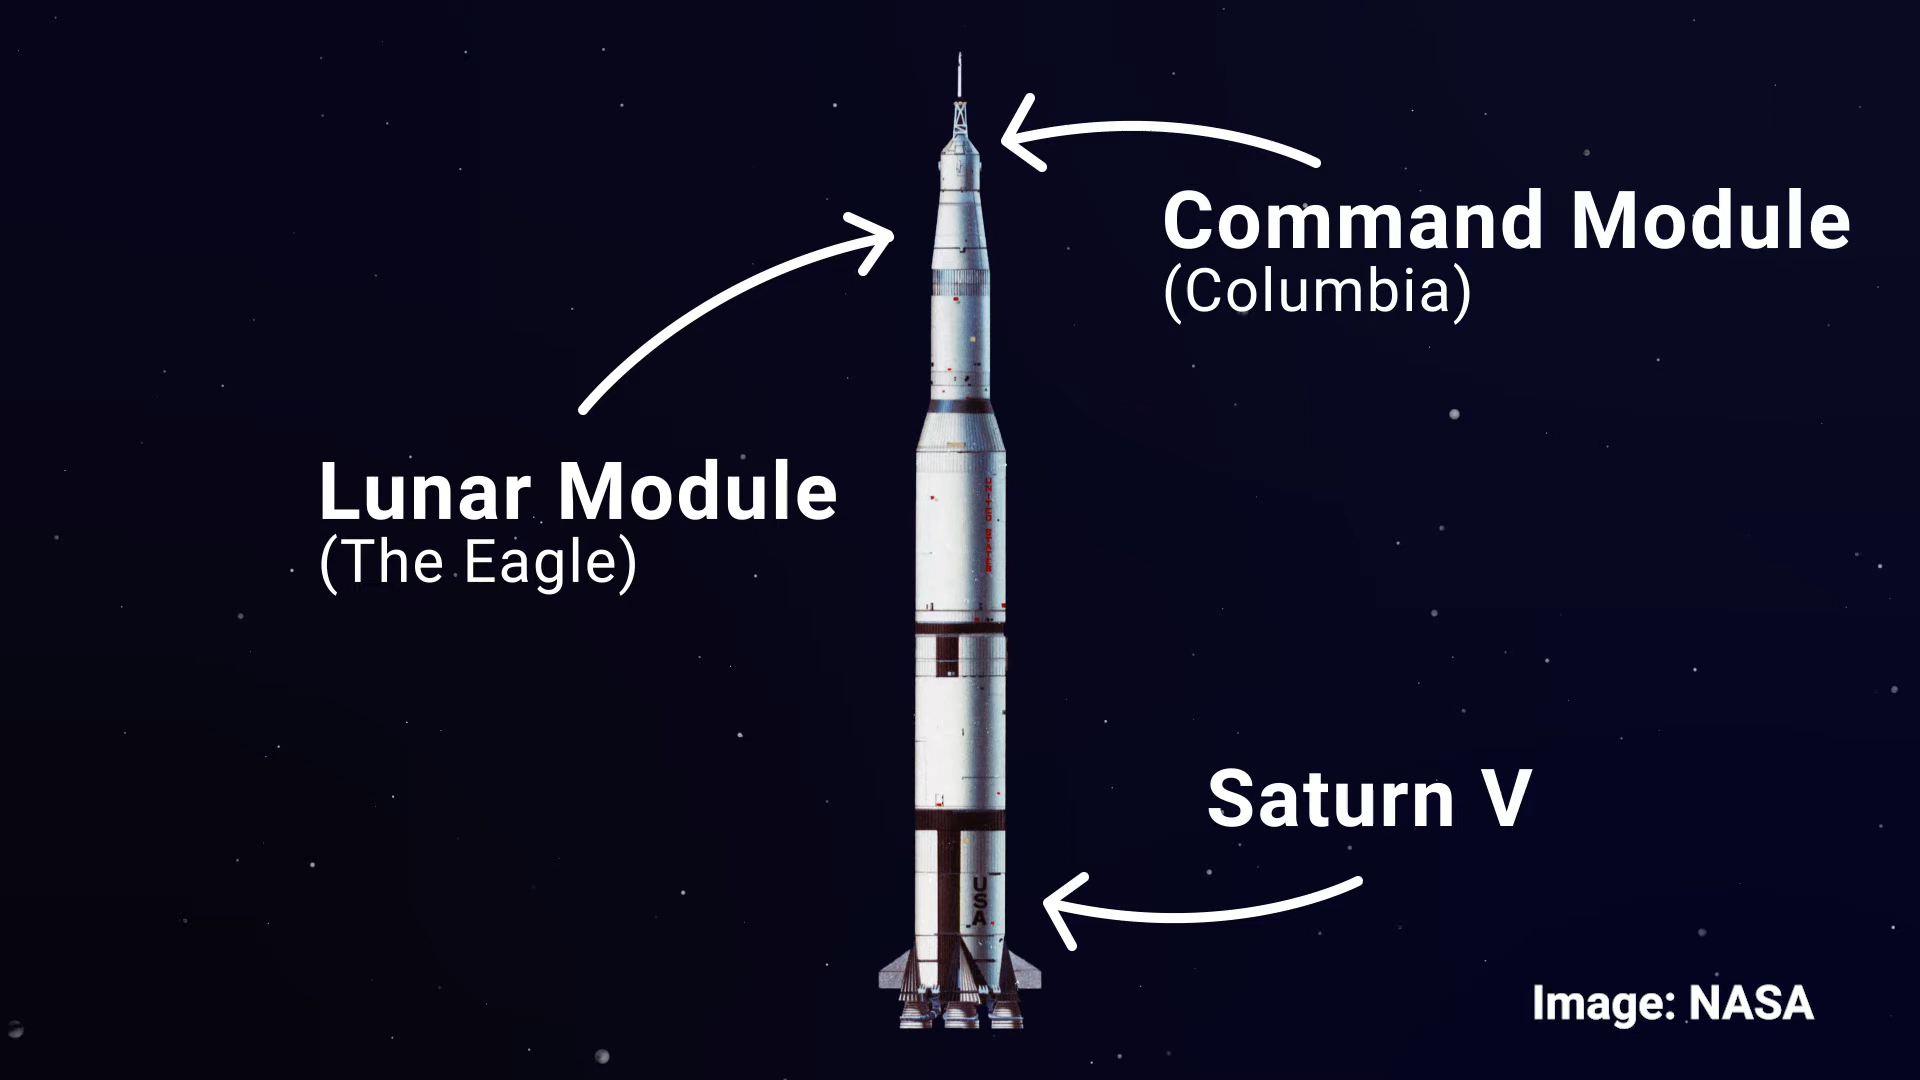 Command Module
(Columbia)
Lunar Module
(The Eagle)
UNITED STATES
Saturn V
USA
Image: NASA